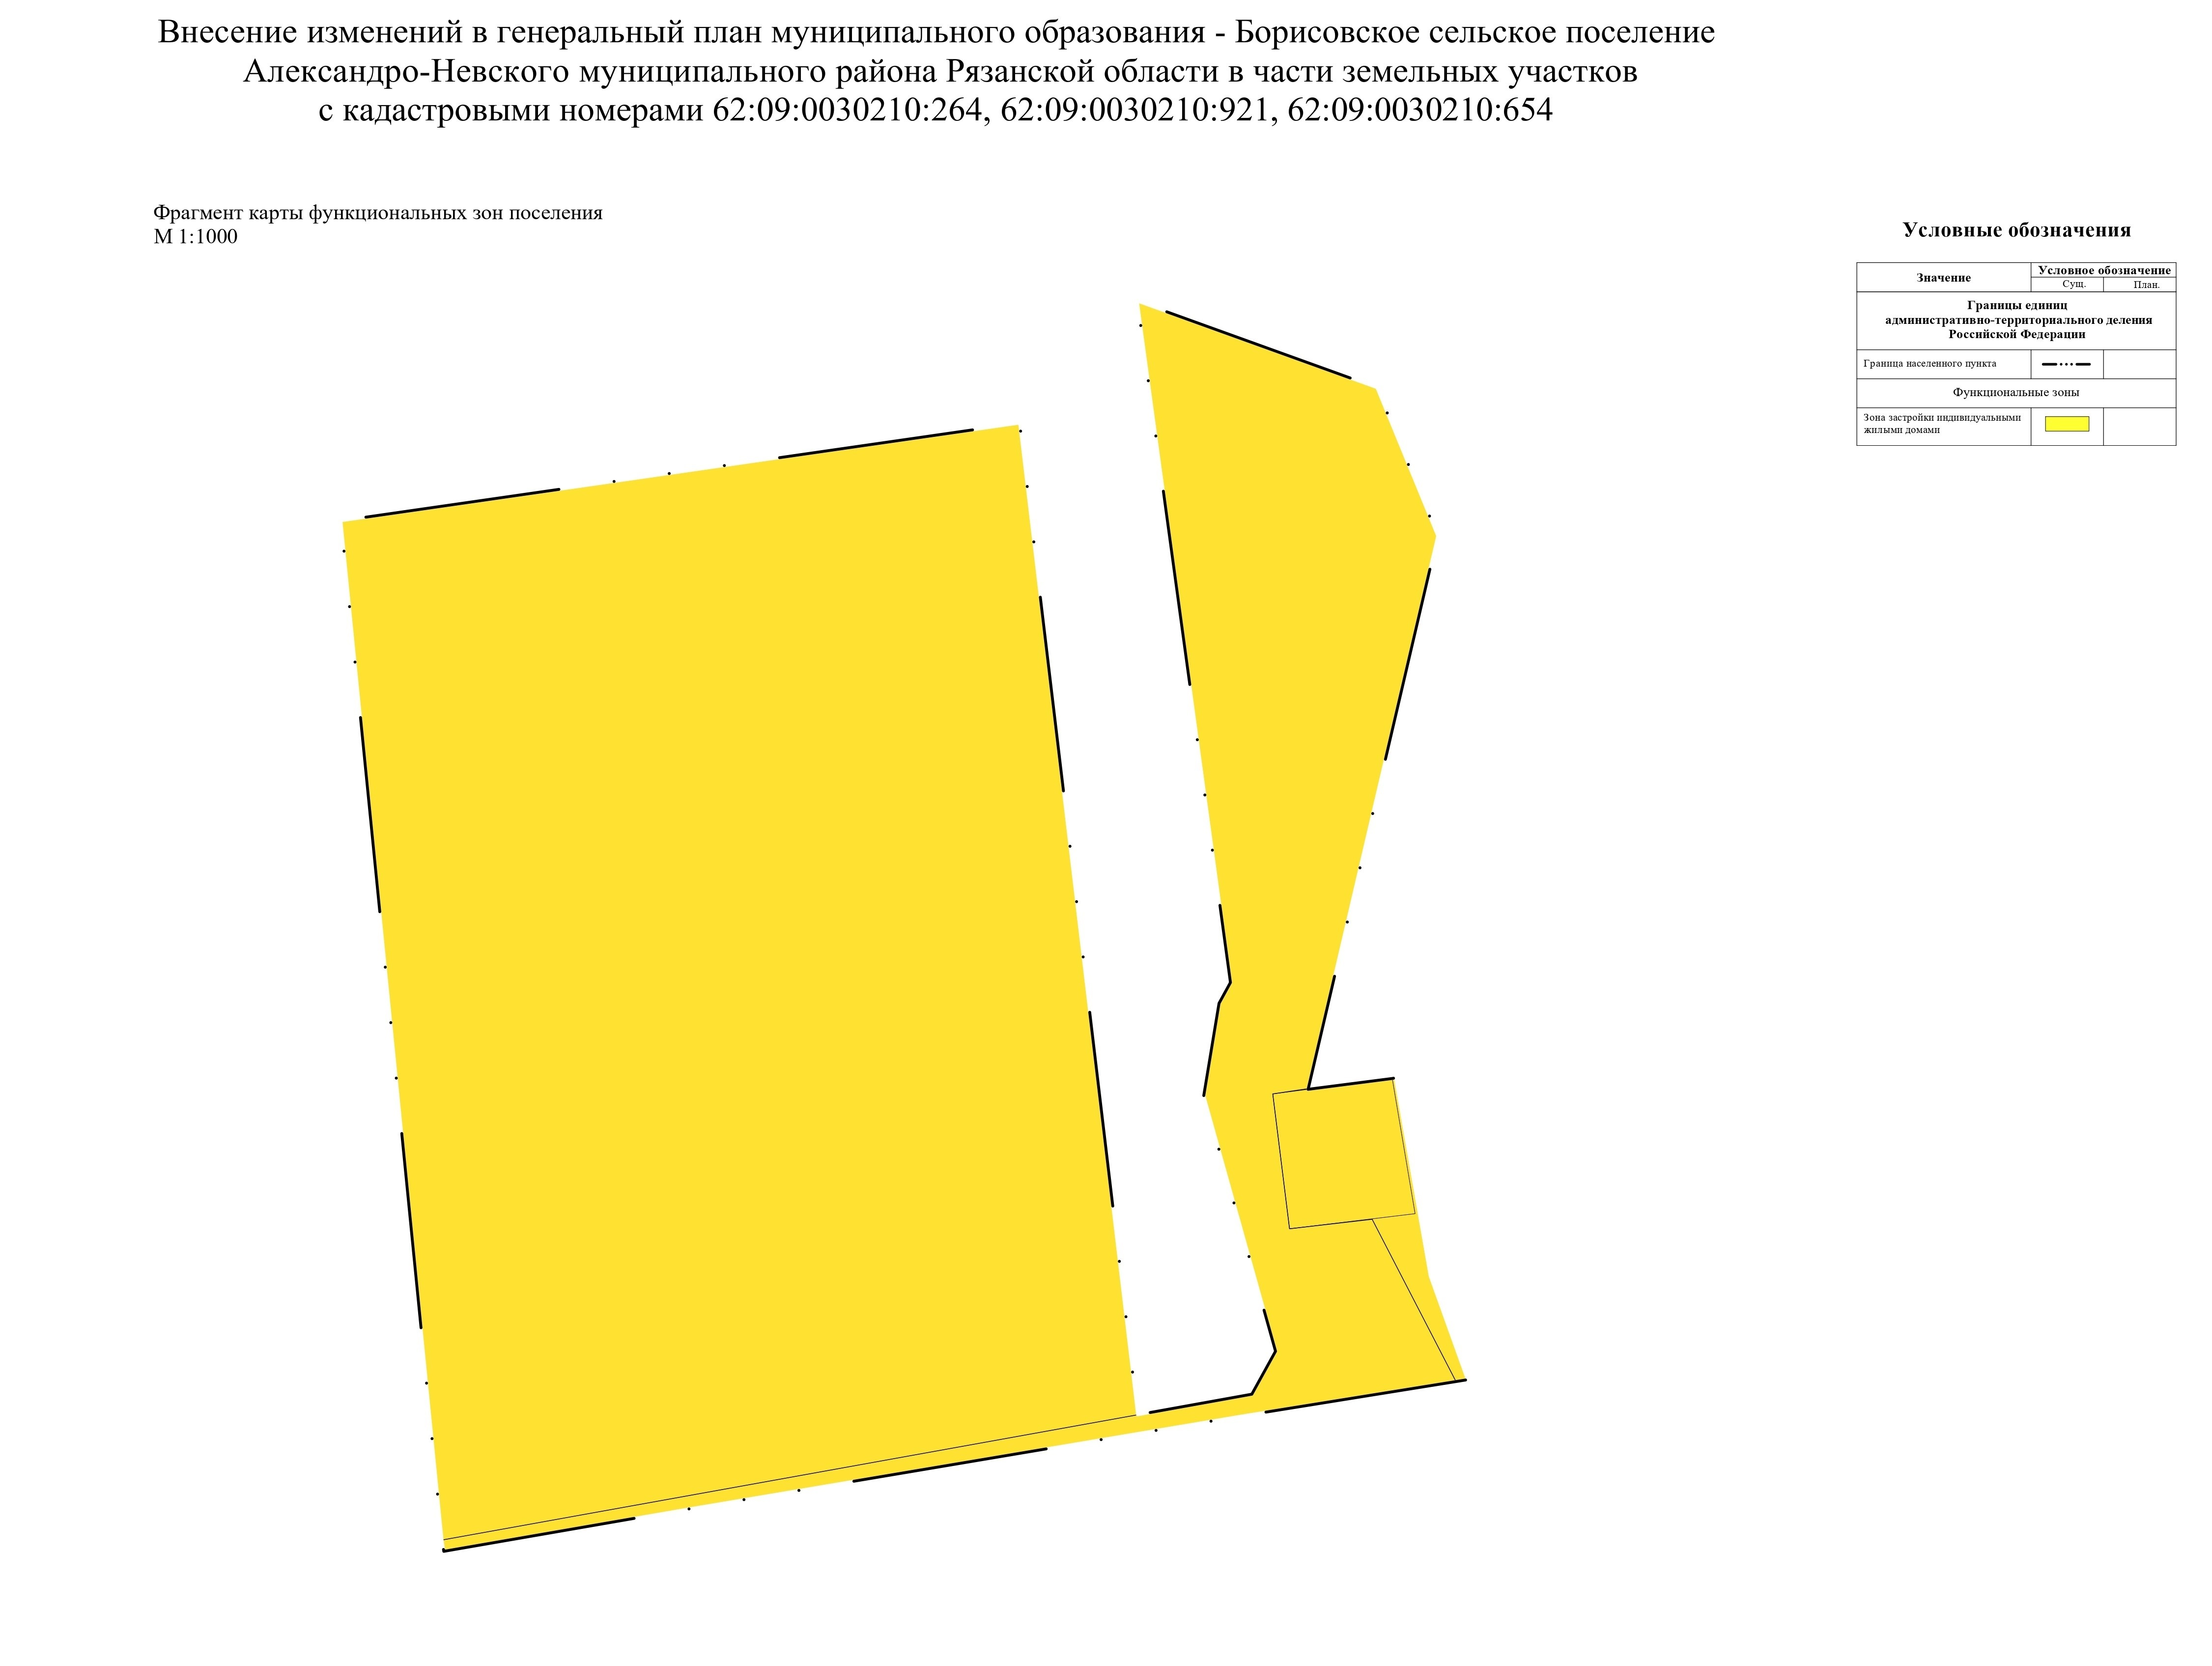 Внесение изменений в генеральный план муниципального образования - Борисовское сельское поселение
Александро-Невского муниципального района Рязанской области в части земельных участков
с кадастровыми номерами 62:09:0030210:264, 62:09:0030210:921, 62:09:0030210:654
Фрагмент карты функциональных зон поселения
М 1:1000
Условные обозначения
Значение
Условное обозначение
Сущ.
План.
Границы единиц
административно-территориального деления
Российской Федерации
Граница населенного пункта
Функциональные зоны
Зона застройки индивидуальными
жилыми домами